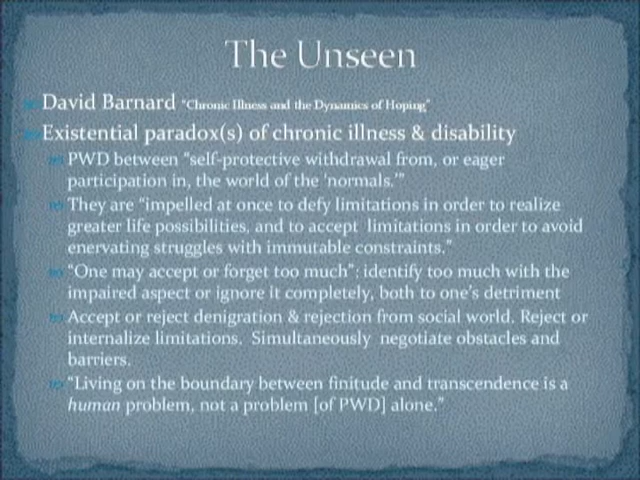 The Unseen
David Barnard "Chronic Illness and the Dynamics of Hoping"
Existential paradox(s) of chronic illness & disability
PWD between "self-protective withdrawal from, or eager
participation in, the world of the 'normals.'"
They are "impelled at once to defy limitations in order to realize
greater life possibilities, and to accept limitations in order to avoid
enervating struggles with immutable constraints."
"One may accept or forget too much": identify too much with the
impaired aspect or ignore it completely, both to one's detriment
Accept or reject denigration & rejection from social world. Reject or
internalize limitations. Simultaneously negotiate obstacles and
barriers.
"Living on the boundary between finitude and transcendence is a
human problem, not a problem [of PWD] alone."